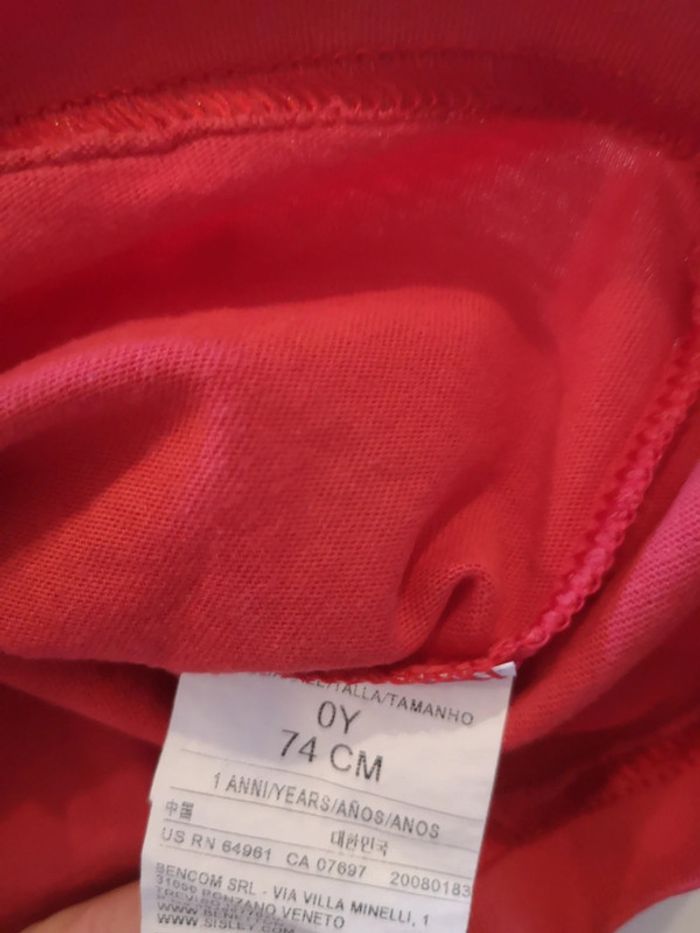 TALLA/TAMANHO
0Y
74 CM
1 ANNI/YEARS/AÑOS/ANOS
中国 대한민국
US RN 64961 CA 07697 20080183
BENCOM SRL - VIA VILLA MINELLI, 1
31050 PONZANO VENETO
WWW.SISLEY.COM